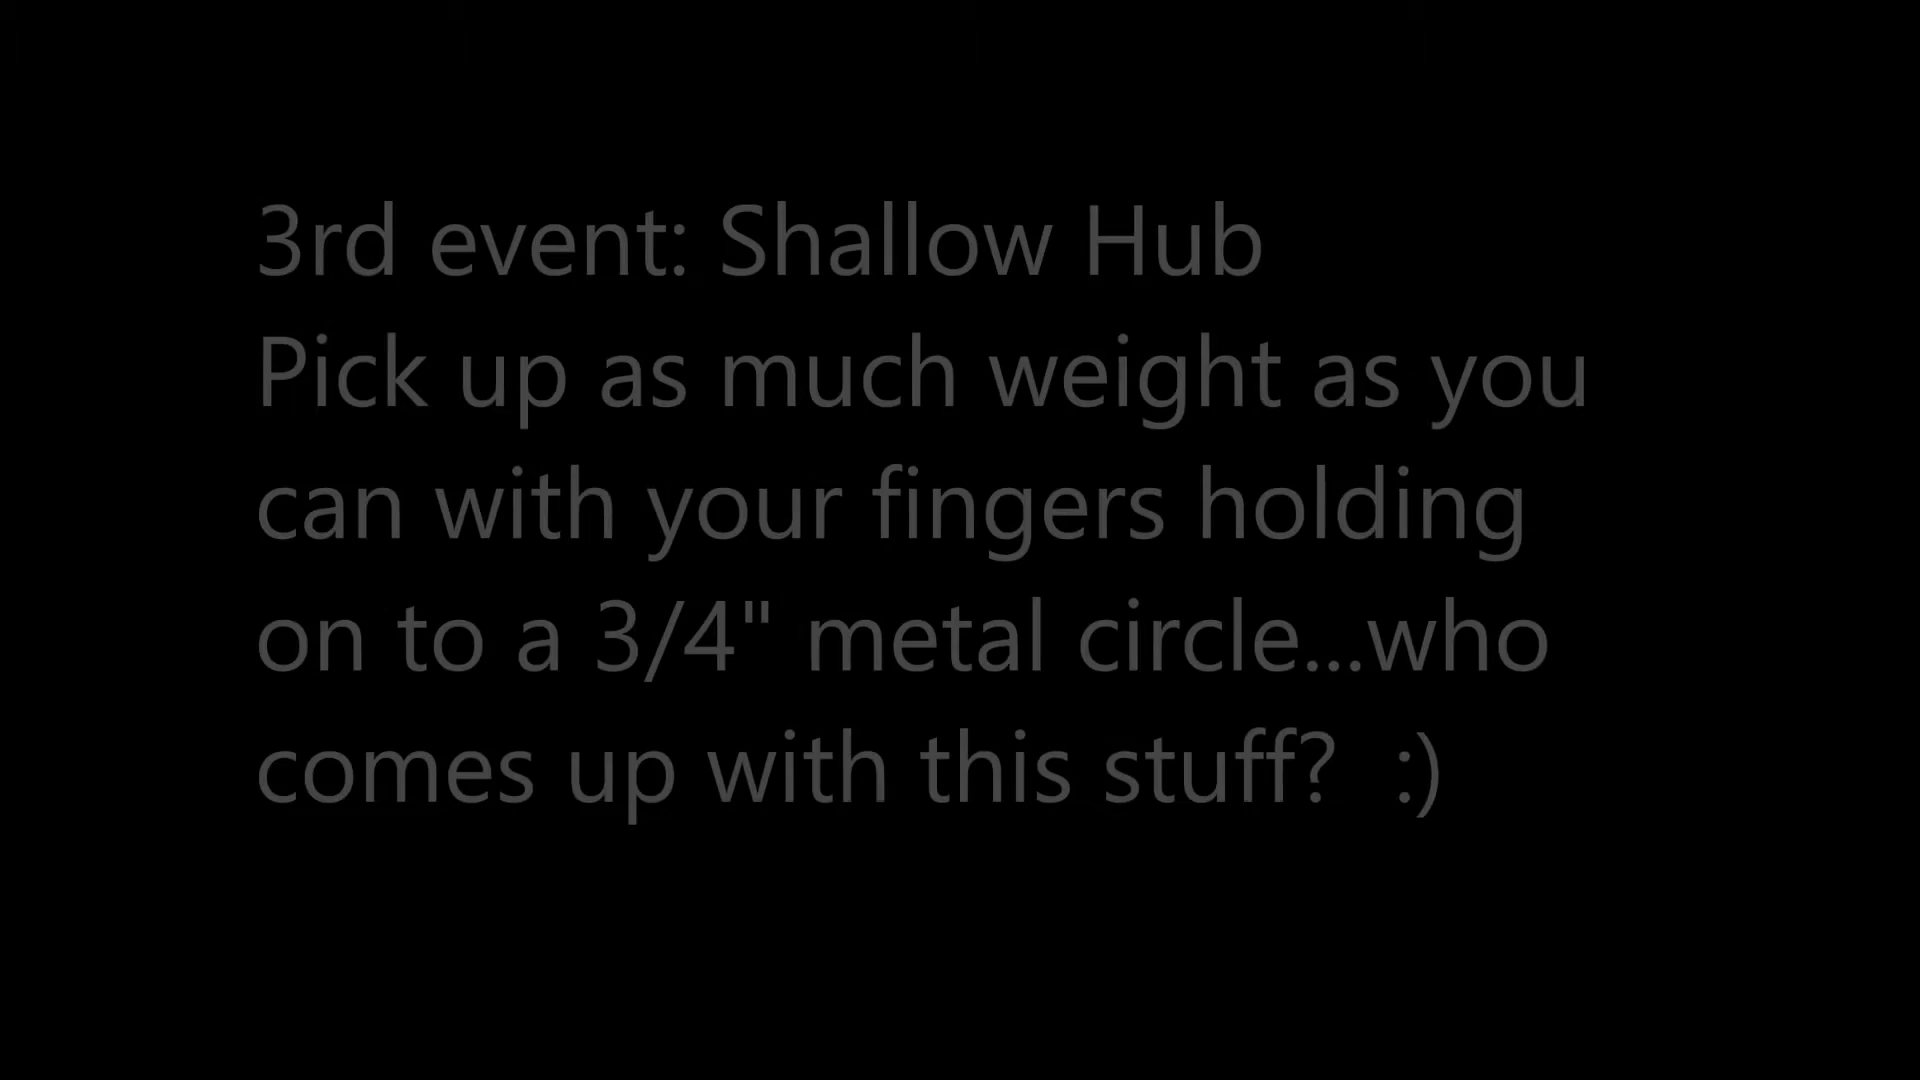 3rd event: Shallow Hub
Pick up as much weight as you
can with your fingers holding
on to a 3/4" metal circle...who
comes up with this stuff?  :)